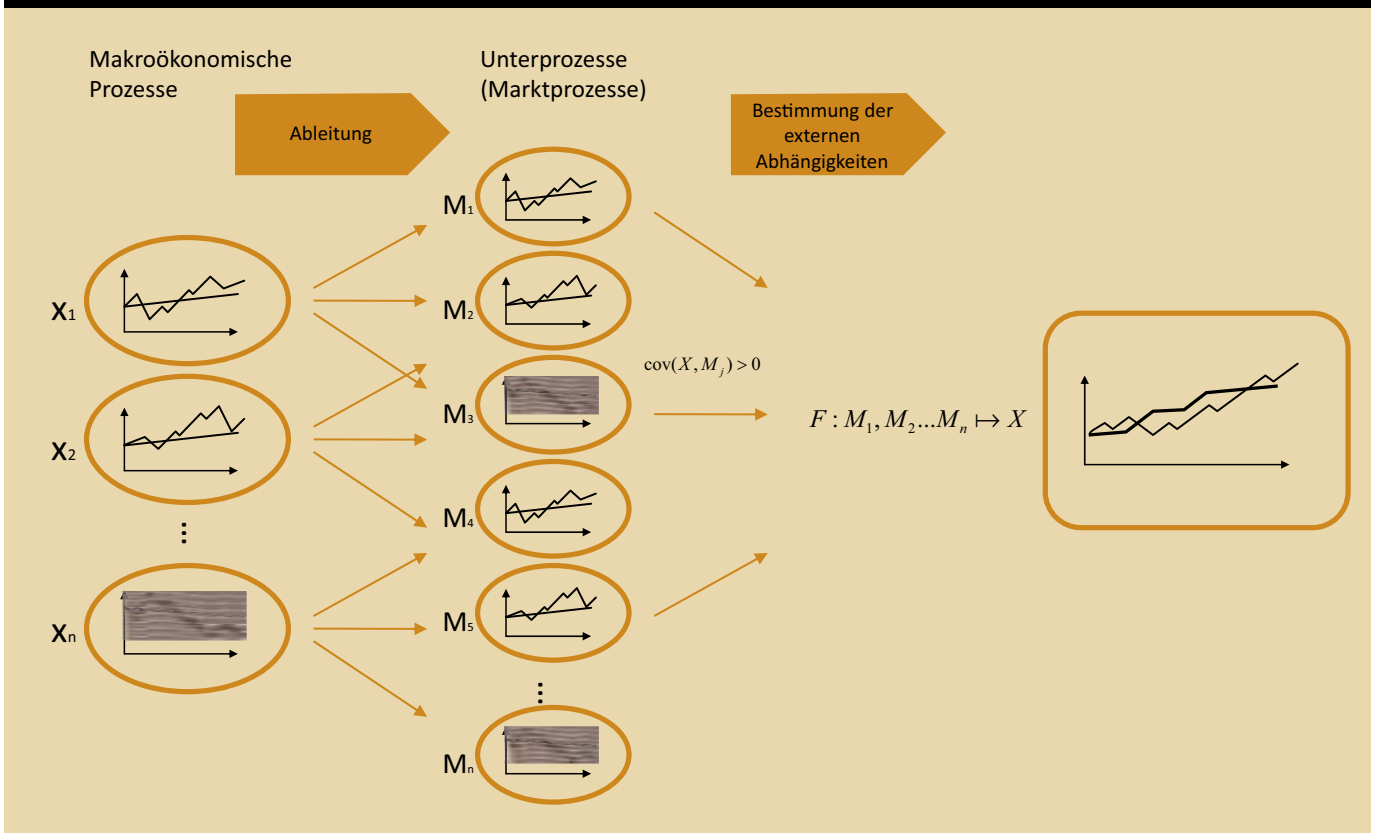 Makroökonomische
Prozesse
Unterprozesse
(Marktprozesse)
Ableitung
Bestimmung der
externen
Abhängigkeiten
X₁
X₂
⋮
Xₙ
M₁
M₂
M₃
M₄
M₅
⋮
Mₙ
cov(X, Mⱼ) > 0
F : M₁, M₂...Mₙ ↦ X